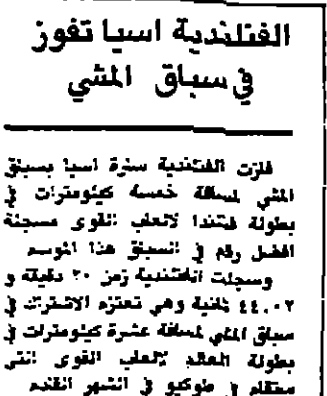 الفنلندية اسيا تفوز
في سباق المشي
فازت الفنلندية سنرة اسيا بسباق
المشي لمسافة خمسة كيلومترات في
بطولة فنلندا لالعاب القوى مسجلة
افضل رقم في السباق هذا الموسم
وسجلت الفنلندية زمن ٢٠ دقيقة و
٤٤,٠٢ ثانية وهي تعتزم الاشتراك في
سباق المشي لمسافة عشرة كيلومترات في
بطولة العالم لالعاب القوى التي
ستقام في طوكيو في الشهر القادم